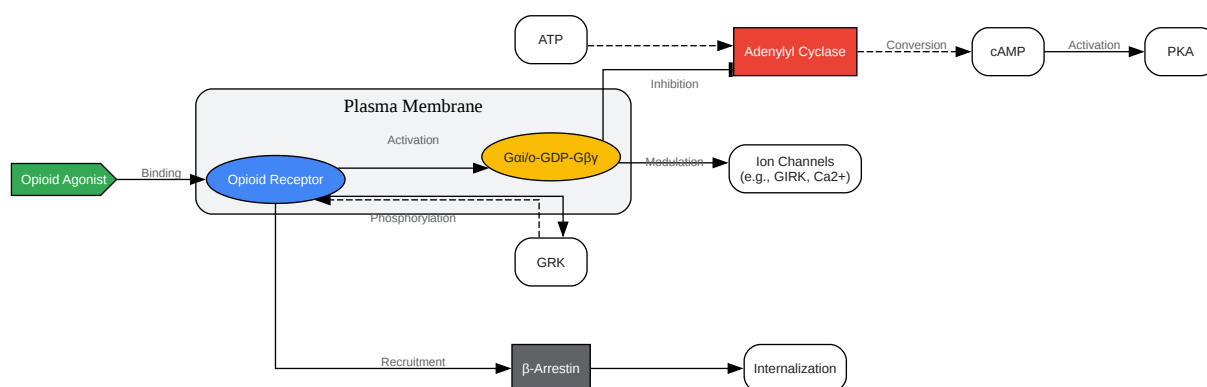 ATP
Adenylyl Cyclase
Conversion
cAMP
Activation
PKA
Inhibition
Plasma Membrane
Activation
Gαi/o-GDP-Gβγ
Modulation
Ion Channels
(e.g., GIRK, Ca2+)
Opioid Agonist
Binding
Opioid Receptor
Phosphorylation
GRK
Recruitment
β-Arrestin
Internalization